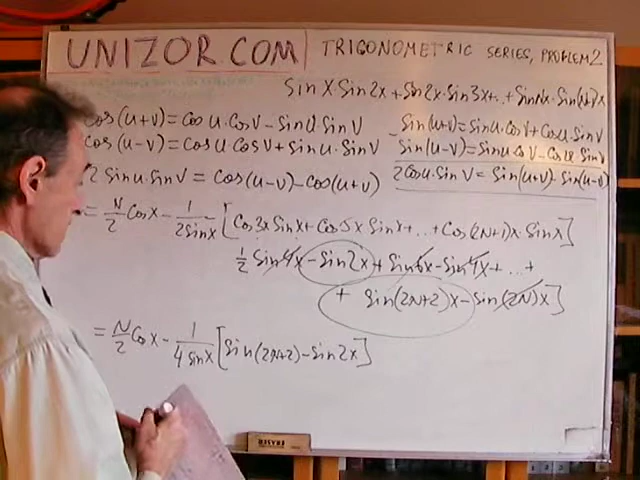 UNIZOR.COM
TRIGONOMETRIC SERIES, PROBLEM 2
sin x·sin 2x + sin 2x·sin 3x + ... + sin Nx·sin(N+1)x
cos(u+v) = cos u·cos v - sin u sin v
cos(u-v) = cos u cos v + sin u·sin v
2 sin u·sin v = cos(u-v) - cos(u+v)
sin(u+v) = sin u·cos v + cos u·sin v
sin(u-v) = sin u cos v - cos u sin v
2 cos u·sin v = sin(u+v) - sin(u-v)
= N/2 cos x - 1/2sin x [cos 3x sin x + cos 5x sin x + ... + cos(2N+1)x·sin x]
1/2 sin 4x - sin 2x + sin 6x - sin 4x + ... +
+ sin(2N+2)x - sin(2N)x]
= N/2 cos x - 1/4 sin x [sin(2N+2) - sin 2x]